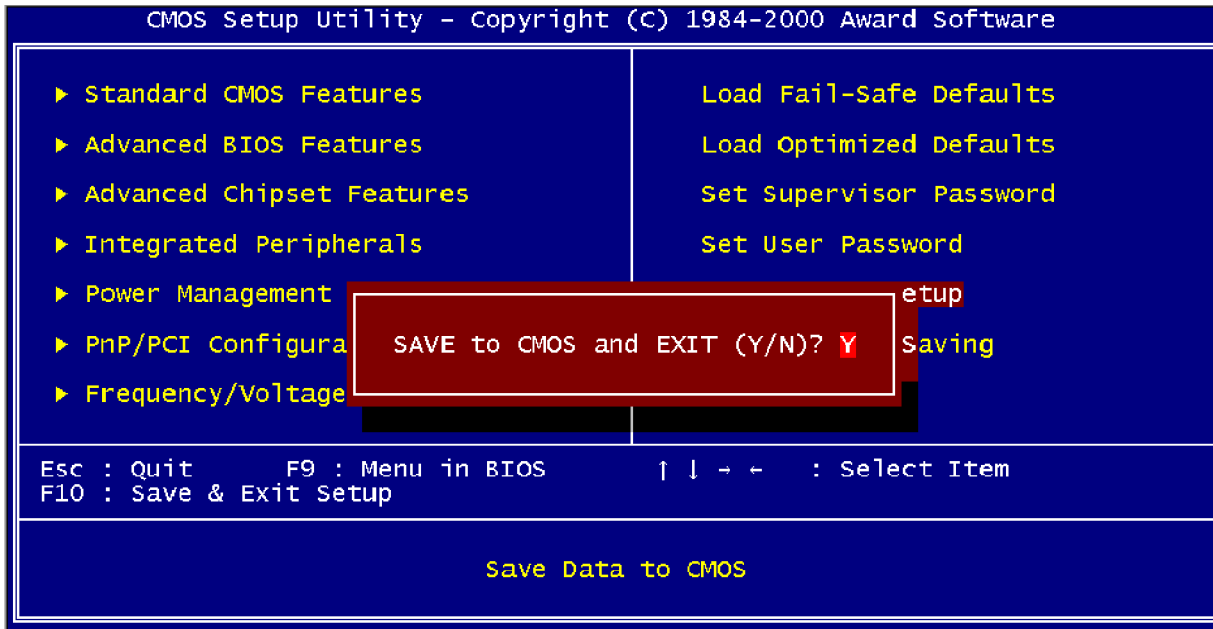 CMOS Setup Utility – Copyright (C) 1984–2000 Award Software
▶ Standard CMOS Features
▶ Advanced BIOS Features
▶ Advanced Chipset Features
▶ Integrated Peripherals
▶ Power Management
▶ PnP/PCI Configura
▶ Frequency/Voltage
Load Fail–Safe Defaults
Load Optimized Defaults
Set Supervisor Password
Set User Password
etup
Saving
SAVE to CMOS and EXIT (Y/N)? Y
Esc : Quit F9 : Menu in BIOS ↑ ↓ → ← : Select Item
F10 : Save & Exit Setup
Save Data to CMOS